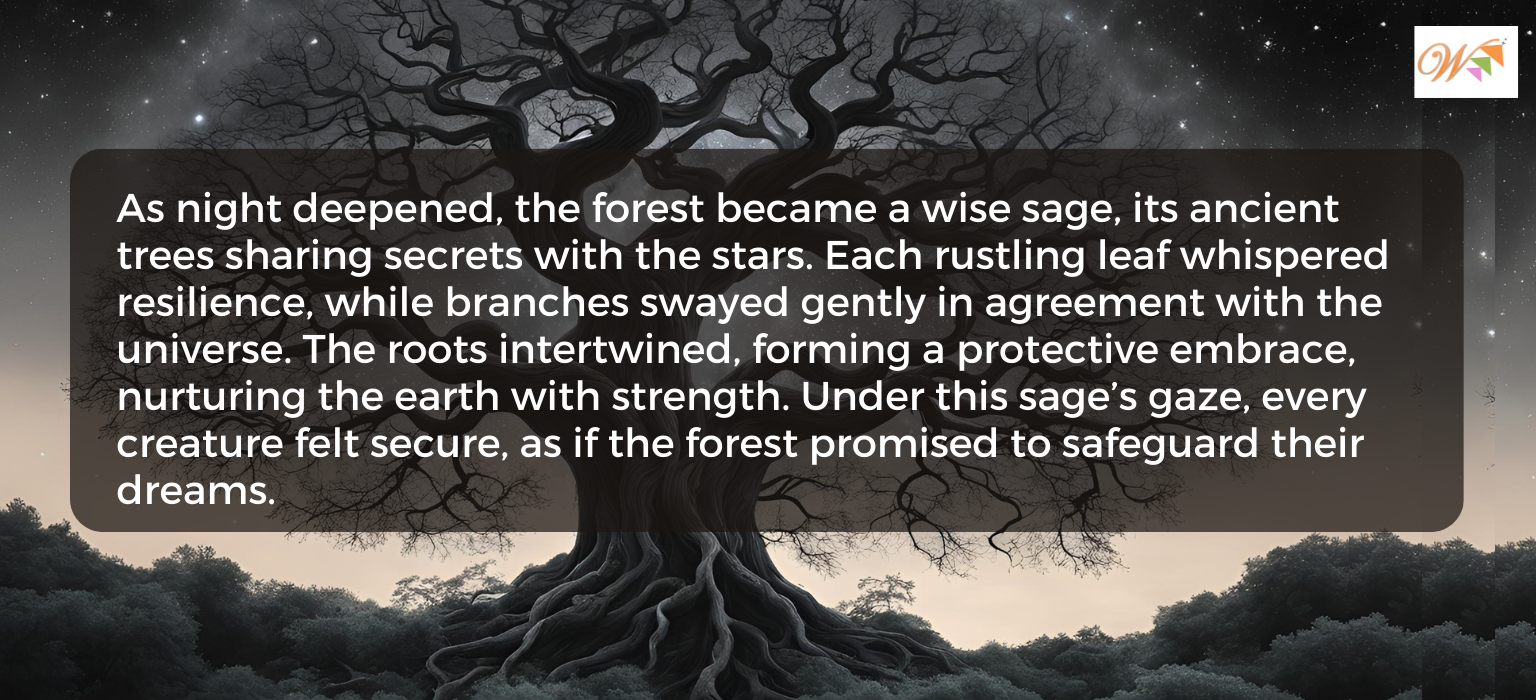 W
As night deepened, the forest became a wise sage, its ancient
trees sharing secrets with the stars. Each rustling leaf whispered
resilience, while branches swayed gently in agreement with the
universe. The roots intertwined, forming a protective embrace,
nurturing the earth with strength. Under this sage’s gaze, every
creature felt secure, as if the forest promised to safeguard their
dreams.